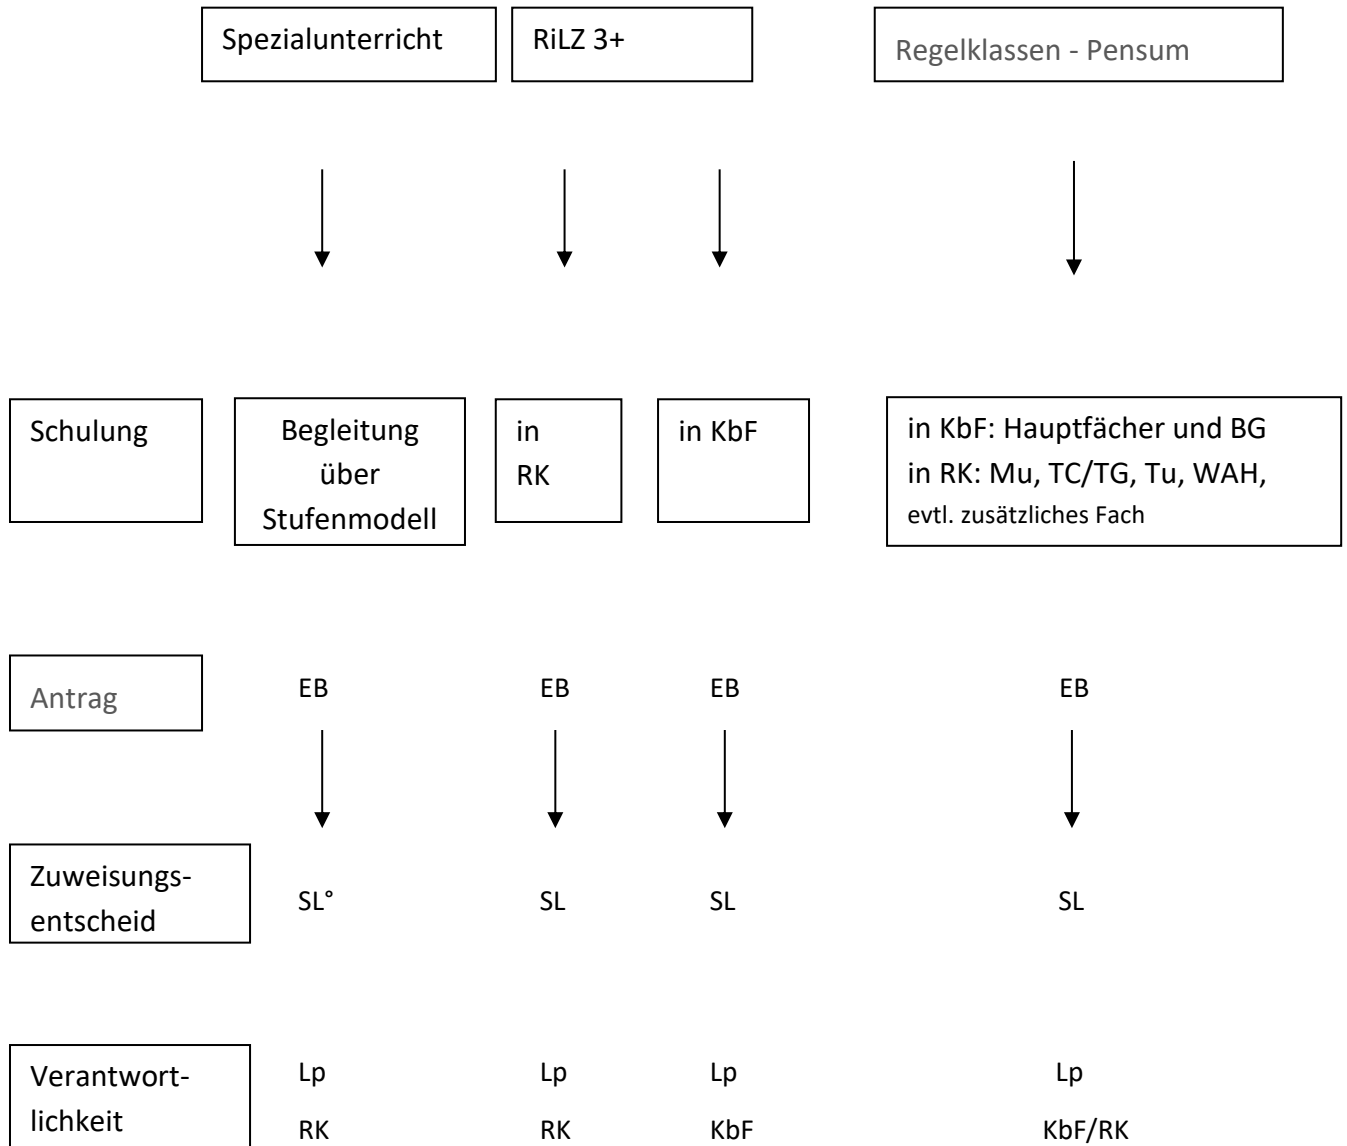 Spezialunterricht
RiLZ 3+
Regelklassen - Pensum
Schulung
Begleitung
über
Stufenmodell
in
RK
in KbF
in KbF: Hauptfächer und BG
in RK: Mu, TC/TG, Tu, WAH,
evtl. zusätzliches Fach
Antrag
EB
EB
EB
EB
Zuweisungs-
entscheid
SL°
SL
SL
SL
Verantwort-
lichkeit
Lp
Lp
Lp
Lp
RK
RK
KbF
KbF/RK